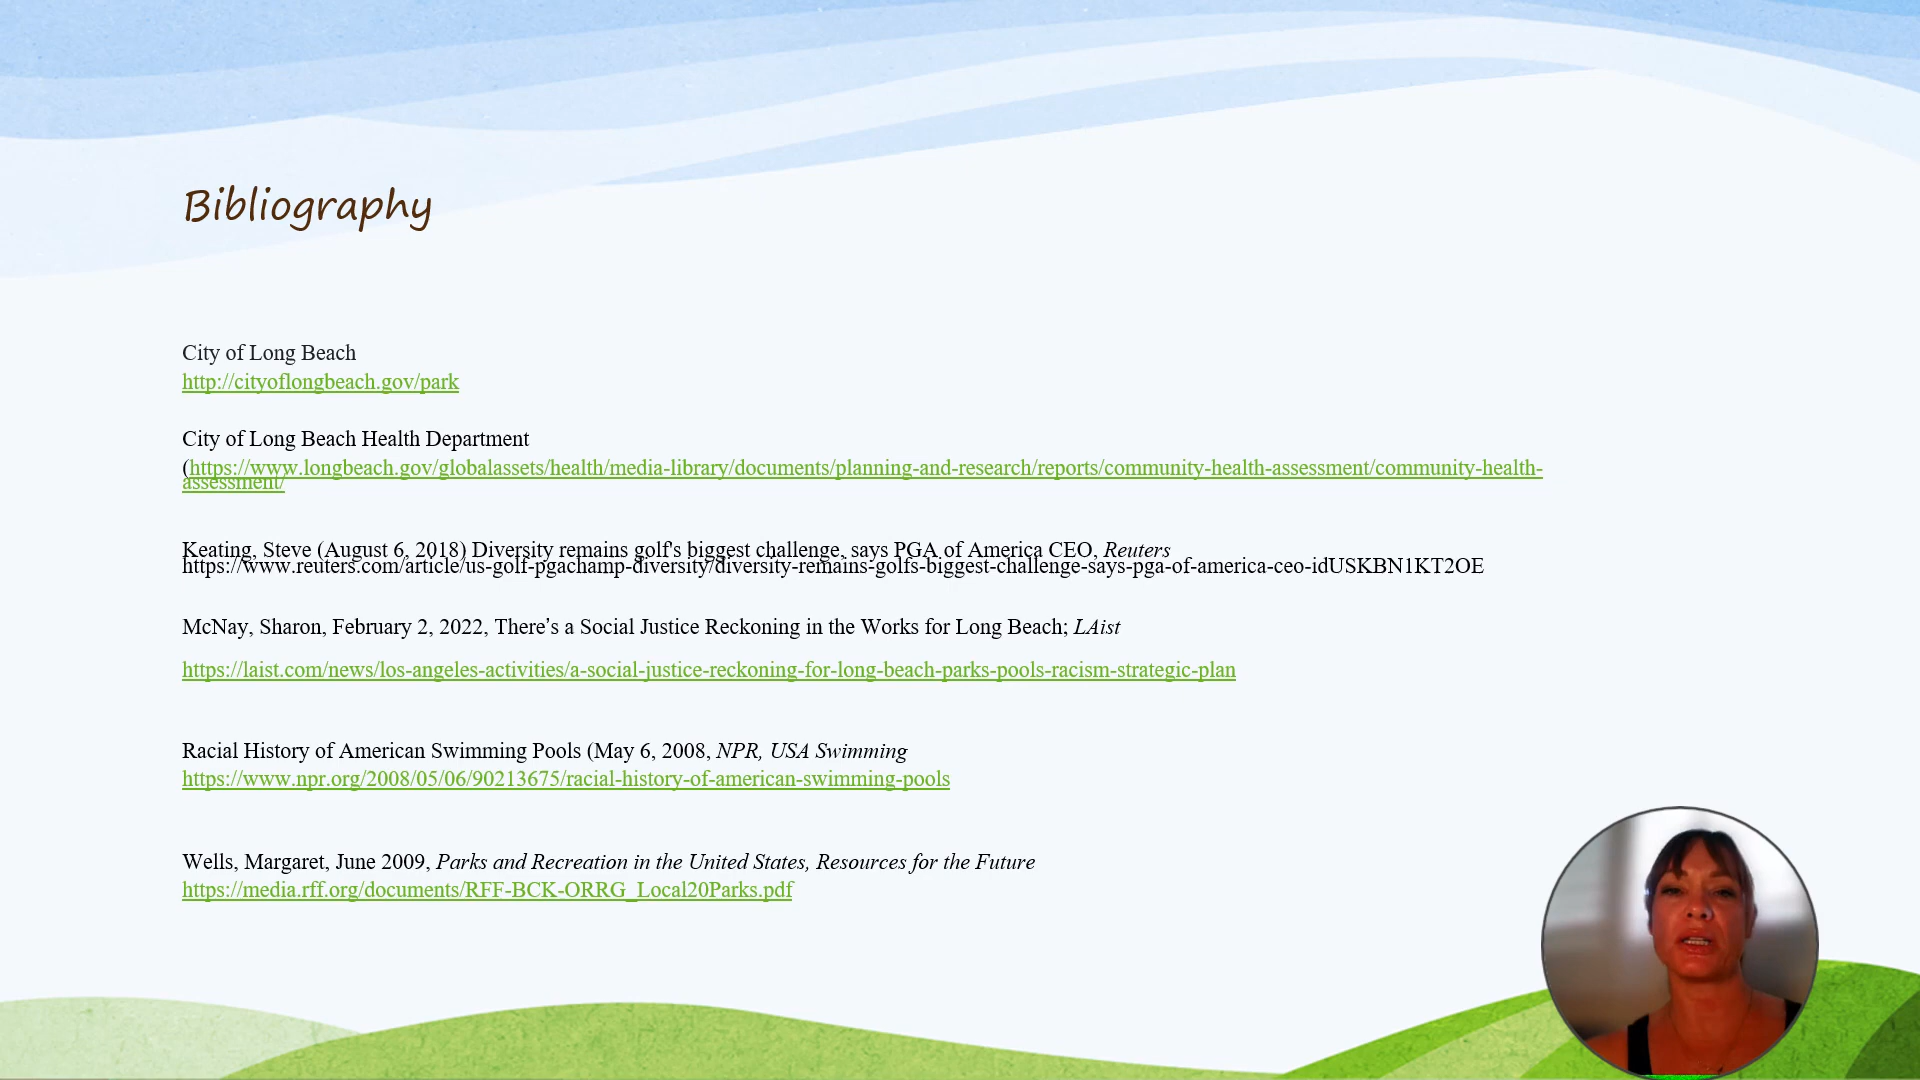 Bibliography
City of Long Beach
http://cityoflongbeach.gov/park
City of Long Beach Health Department
(https://www.longbeach.gov/globalassets/health/media-library/documents/planning-and-research/reports/community-health-assessment/community-health-
assessment/
Keating, Steve (August 6, 2018) Diversity remains golf's biggest challenge, says PGA of America CEO, Reuters
https://www.reuters.com/article/us-golf-pgachamp-diversity/diversity-remains-golfs-biggest-challenge-says-pga-of-america-ceo-idUSKBN1KT2OE
McNay, Sharon, February 2, 2022, There’s a Social Justice Reckoning in the Works for Long Beach; LAist
https://laist.com/news/los-angeles-activities/a-social-justice-reckoning-for-long-beach-parks-pools-racism-strategic-plan
Racial History of American Swimming Pools (May 6, 2008, NPR, USA Swimming
https://www.npr.org/2008/05/06/90213675/racial-history-of-american-swimming-pools
Wells, Margaret, June 2009, Parks and Recreation in the United States, Resources for the Future
https://media.rff.org/documents/RFF-BCK-ORRG_Local20Parks.pdf